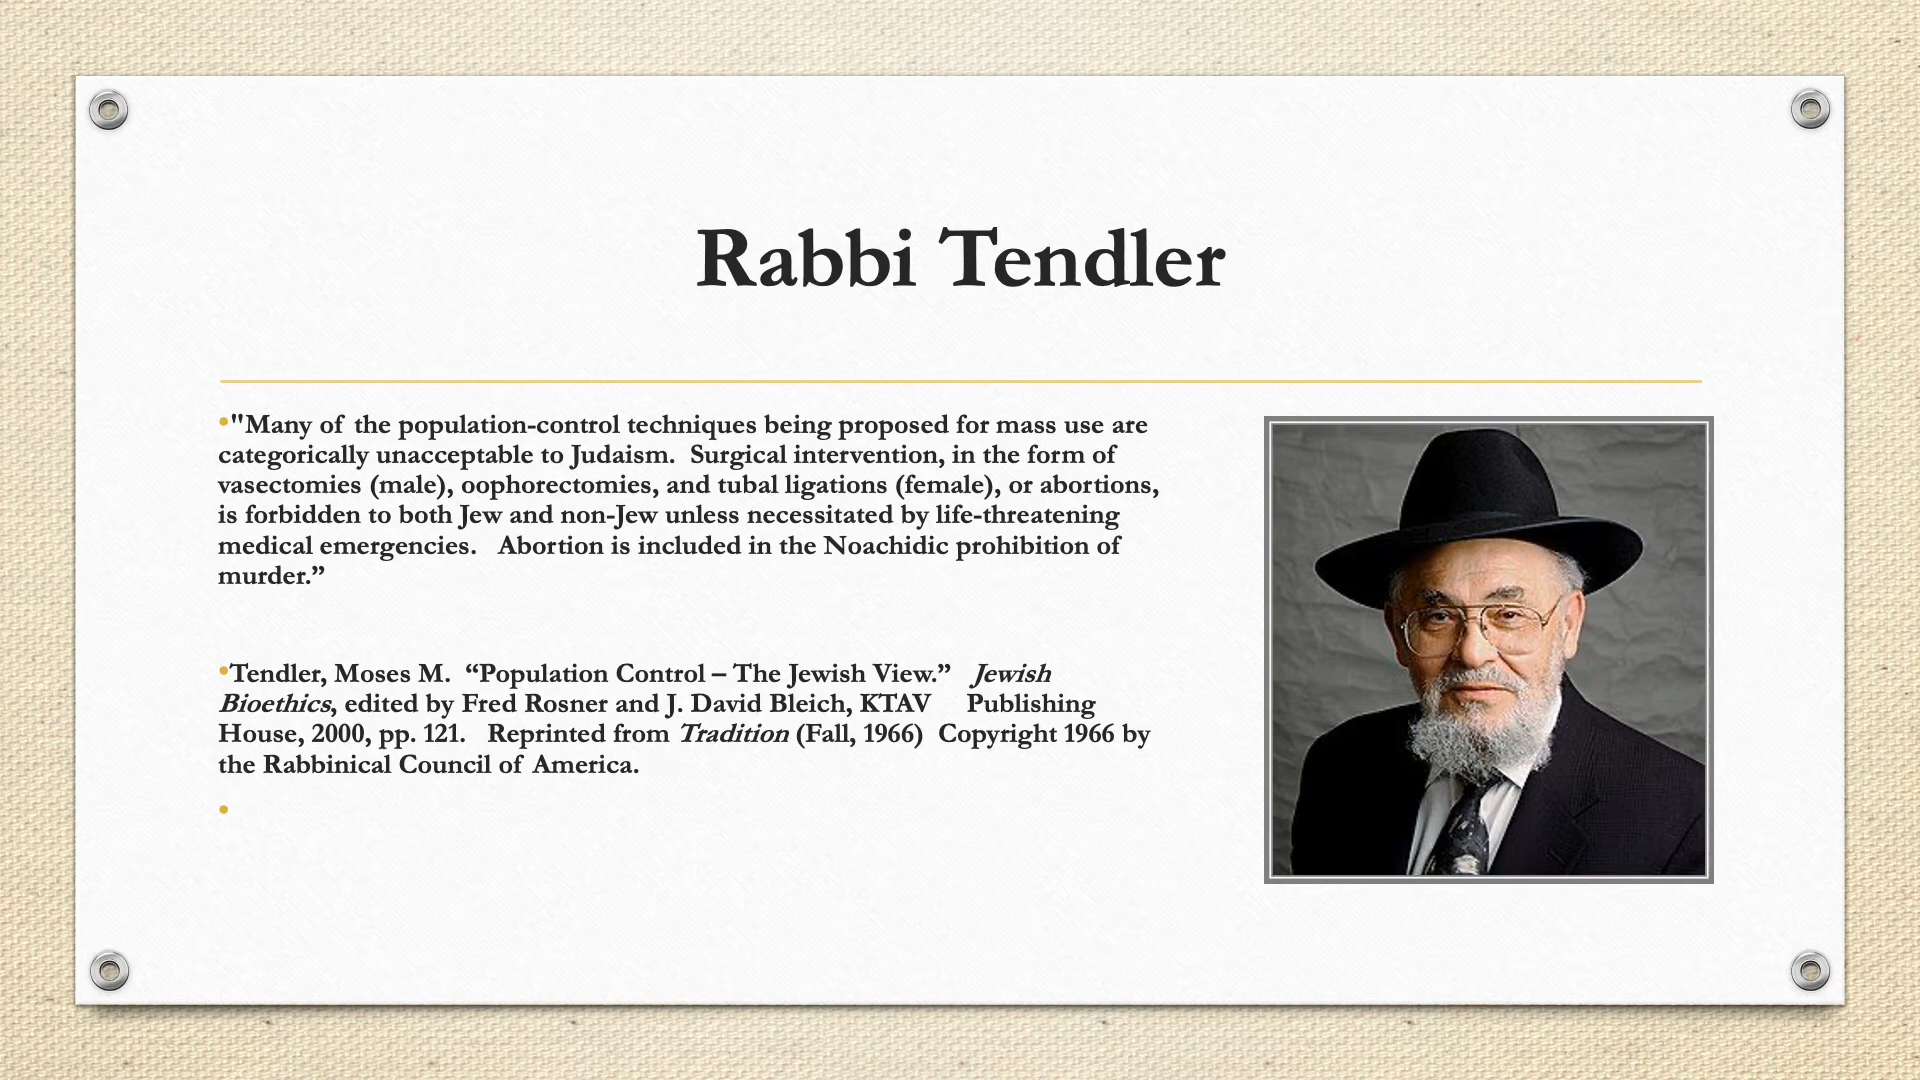 Rabbi Tendler
•"Many of the population-control techniques being proposed for mass use are
categorically unacceptable to Judaism.  Surgical intervention, in the form of
vasectomies (male), oophorectomies, and tubal ligations (female), or abortions,
is forbidden to both Jew and non-Jew unless necessitated by life-threatening
medical emergencies.   Abortion is included in the Noachidic prohibition of
murder.”
•Tendler, Moses M.  “Population Control – The Jewish View.”   Jewish
Bioethics, edited by Fred Rosner and J. David Bleich, KTAV     Publishing
House, 2000, pp. 121.   Reprinted from Tradition (Fall, 1966)  Copyright 1966 by
the Rabbinical Council of America.
•